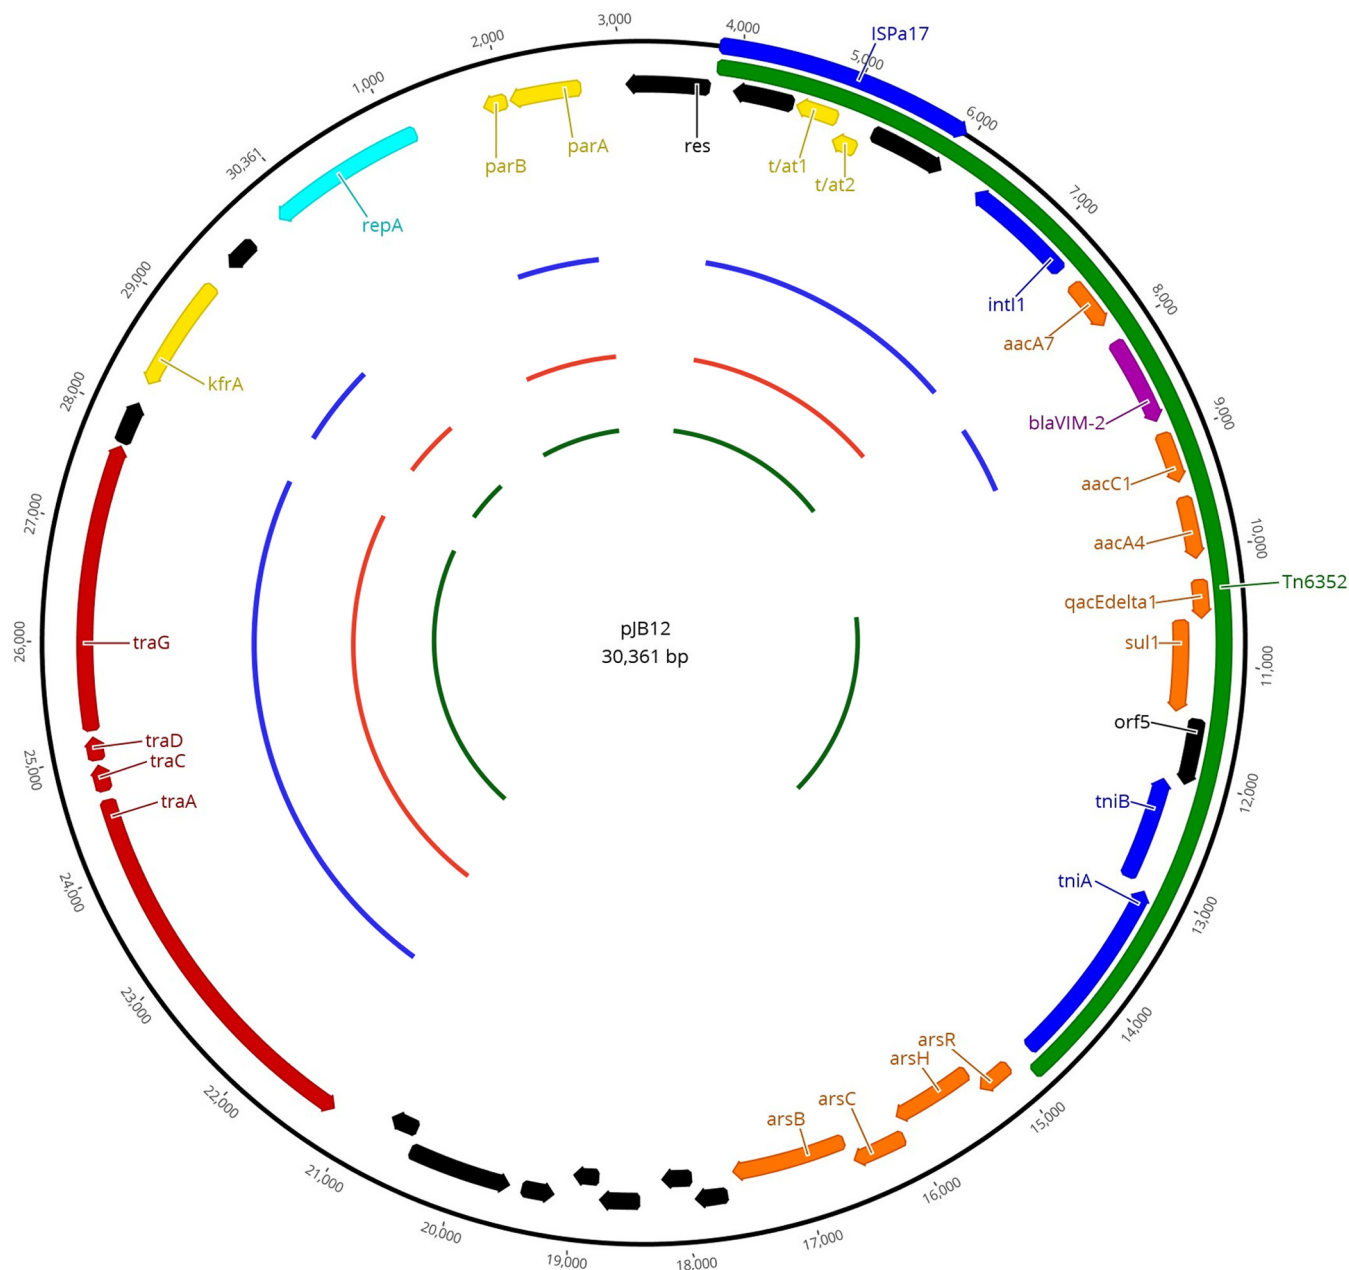 3,000
4,000
ISPa17
5,000
2,000
1,000
6,000
30,361
parB
parA
res
t/at1
t/at2
7,000
repA
29,000
intI1
8,000
aacA7
kfrA
28,000
blaVIM-2
9,000
aacC1
27,000
aacA4
10,000
Tn6352
qacEdelta1
pJB12
30,361 bp
26,000
traG
sul1
11,000
orf5
traD
traC
25,000
traA
tniB
12,000
tniA
24,000
13,000
23,000
14,000
arsR
arsH
22,000
arsC
arsB
15,000
21,000
16,000
20,000
17,000
19,000
18,000